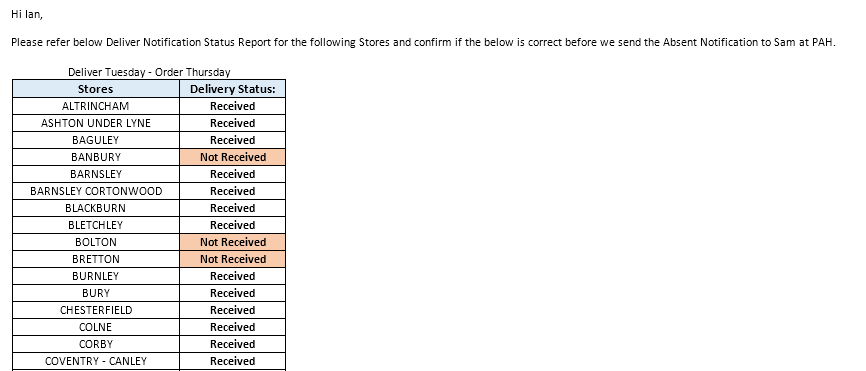 Hi Ian,
Please refer below Deliver Notification Status Report for the following Stores and confirm if the below is correct before we send the Absent Notification to Sam at PAH.
Deliver Tuesday - Order Thursday
Stores Delivery Status:
ALTRINCHAM Received
ASHTON UNDER LYNE Received
BAGULEY Received
BANBURY Not Received
BARNSLEY Received
BARNSLEY CORTONWOOD Received
BLACKBURN Received
BLETCHLEY Received
BOLTON Not Received
BRETTON Not Received
BURNLEY Received
BURY Received
CHESTERFIELD Received
COLNE Received
CORBY Received
COVENTRY - CANLEY Received